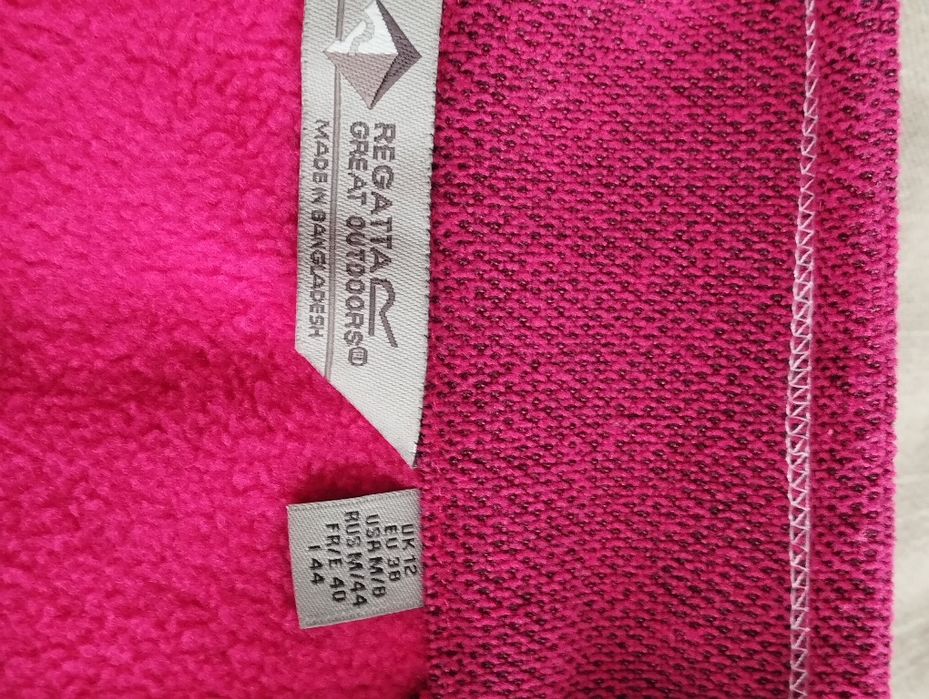 REGATTA
GREAT OUTDOORS®
MADE IN BANGLADESH
UK 12
EU 38
USA M/8
RUS M/44
FR/E 40
I 44